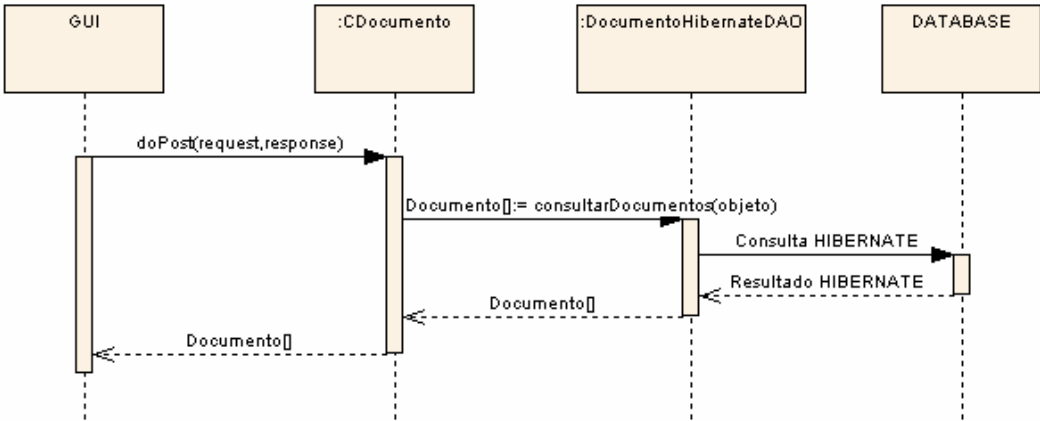 GUI
:CDocumento
:DocumentoHibernateDAO
DATABASE
doPost(request,response)
Documento[]:= consultarDocumentos(objeto)
Consulta HIBERNATE
Resultado HIBERNATE
Documento[]
Documento[]